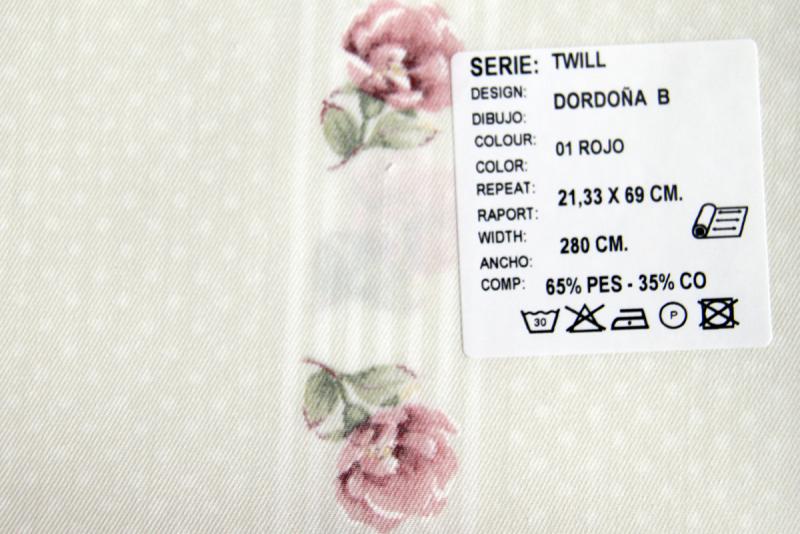 SERIE: TWILL
DESIGN:
DIBUJO: DORDOÑA B
COLOUR:
COLOR: 01 ROJO
REPEAT:
RAPORT: 21,33 X 69 CM.
WIDTH:
ANCHO: 280 CM.
COMP: 65% PES - 35% CO
30 P